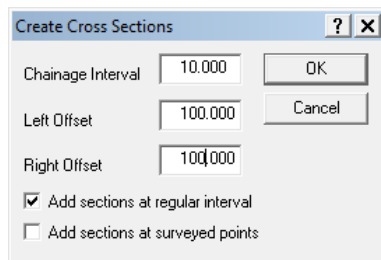 Create Cross Sections ? X
Chainage Interval 10.000 OK
Left Offset 100.000 Cancel
Right Offset 100.000
Add sections at regular interval
Add sections at surveyed points